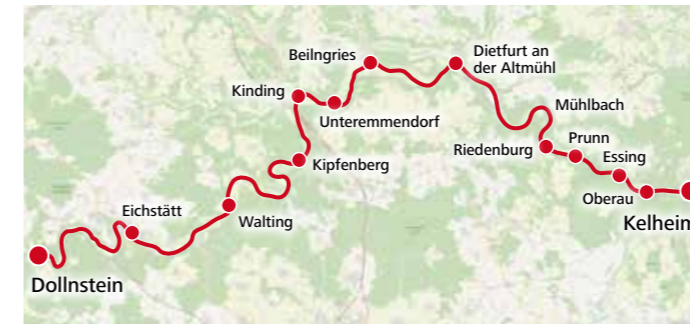 Beilngries
Dietfurt an
der Altmühl
Kinding
Mühlbach
Unteremmendorf
Prunn
Riedenburg
Essing
Kipfenberg
Oberau
Eichstätt
Walting
Kelheim
Dollnstein